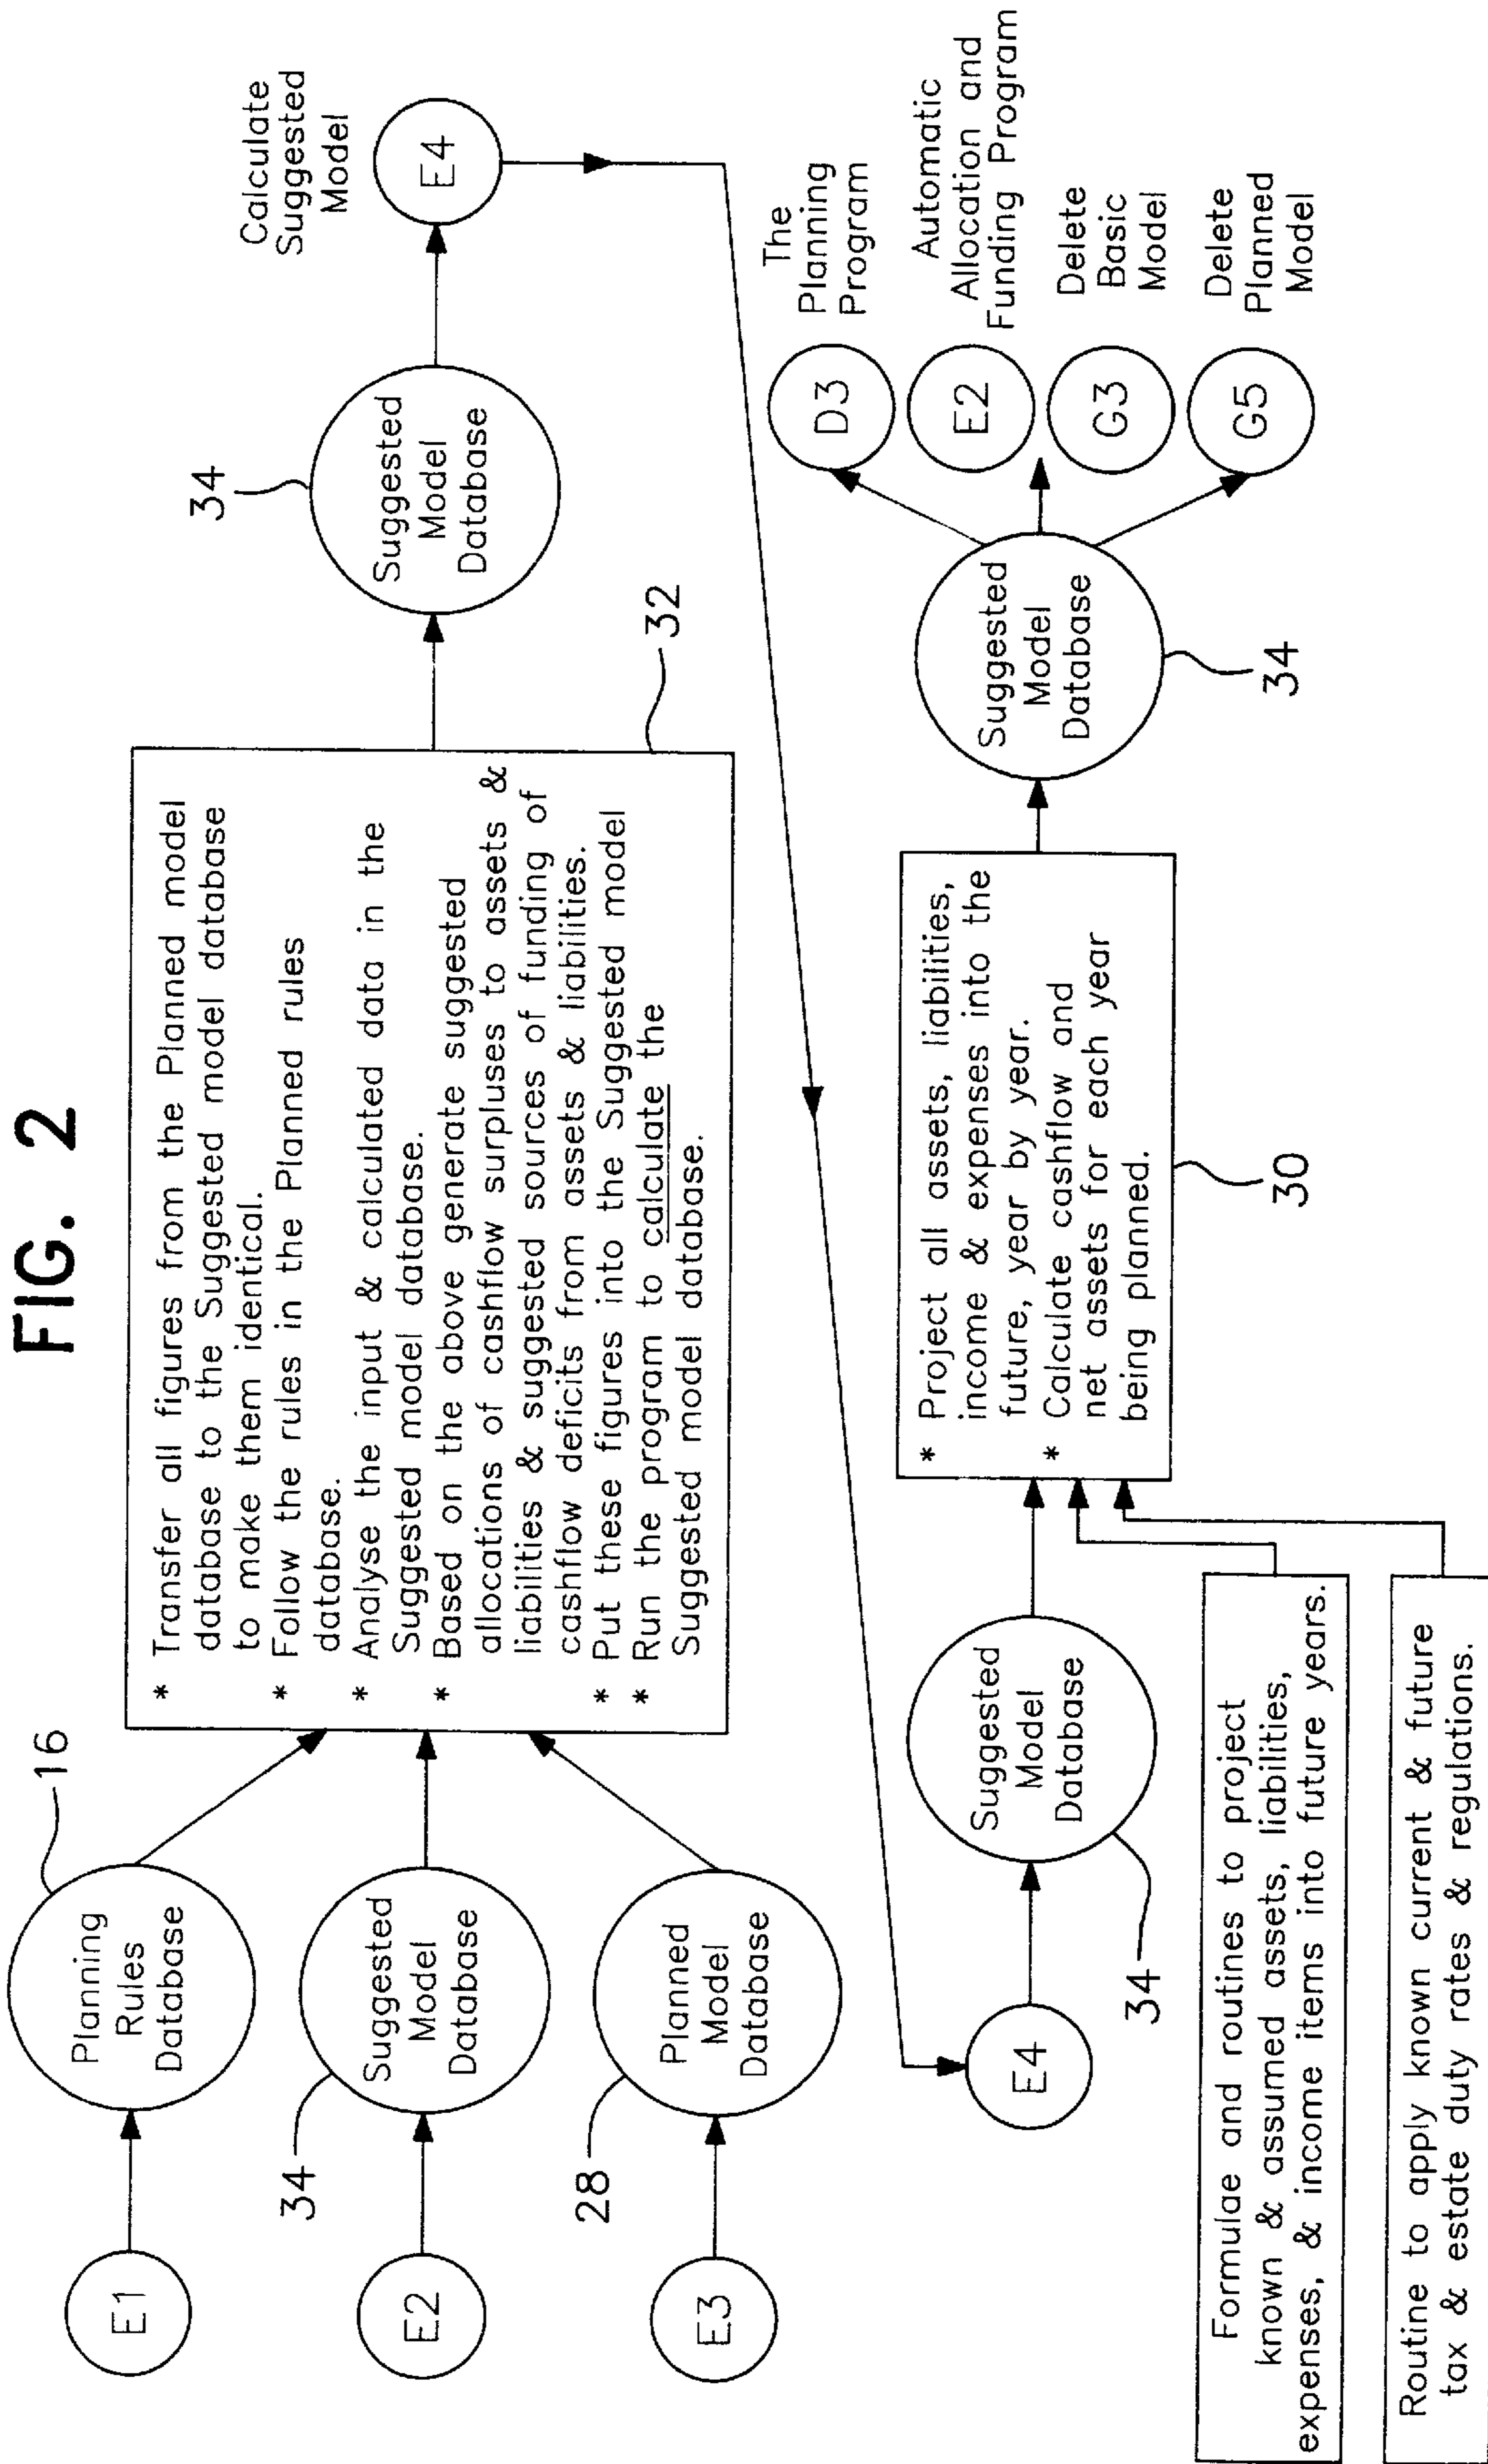 FIG. 2
E1
Planning
Rules
Database
16
E2
Suggested
Model
Database
34
E3
Planned
Model
Database
28
* Transfer all figures from the Planned model
database to the Suggested model database
to make them identical.
* Follow the rules in the Planned rules
database.
* Analyse the input & calculated data in the
Suggested model database.
* Based on the above generate suggested
allocations of cashflow surpluses to assets &
liabilities & suggested sources of funding of
cashflow deficits from assets & liabilities.
* Put these figures into the Suggested model
* Run the program to calculate the
Suggested model database.
32
Suggested
Model
Database
34
Calculate
Suggested
Model
E4
E4
Suggested
Model
Database
34
Formulae and routines to project
known & assumed assets, liabilities,
expenses, & income items into future years.
Routine to apply known current & future
tax & estate duty rates & regulations.
* Project all assets, liabilities,
income & expenses into the
future, year by year.
* Calculate cashflow and
net assets for each year
being planned.
30
Suggested
Model
Database
34
D3
The
Planning
Program
E2
Automatic
Allocation and
Funding Program
G3
Delete
Basic
Model
G5
Delete
Planned
Model